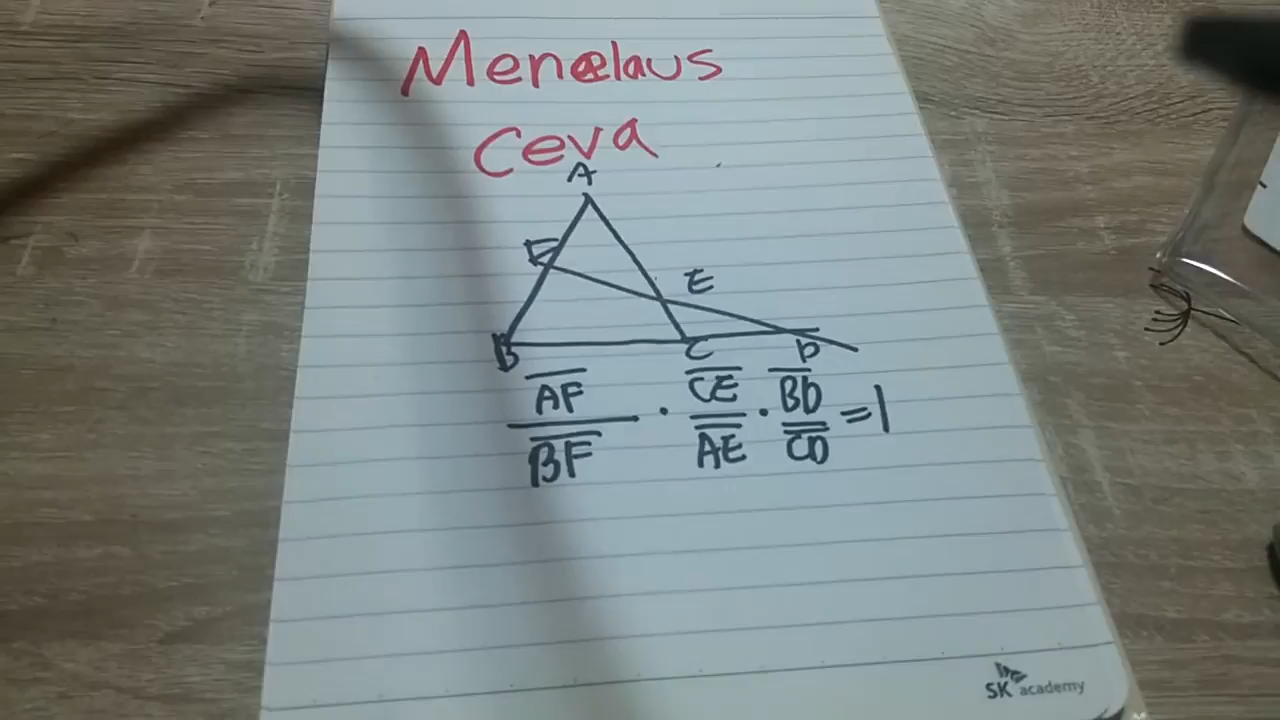 Menelaus
Ceva
A
F
E
B C D
AF CE BD
— · — · — =1
BF AE CD
SK academy